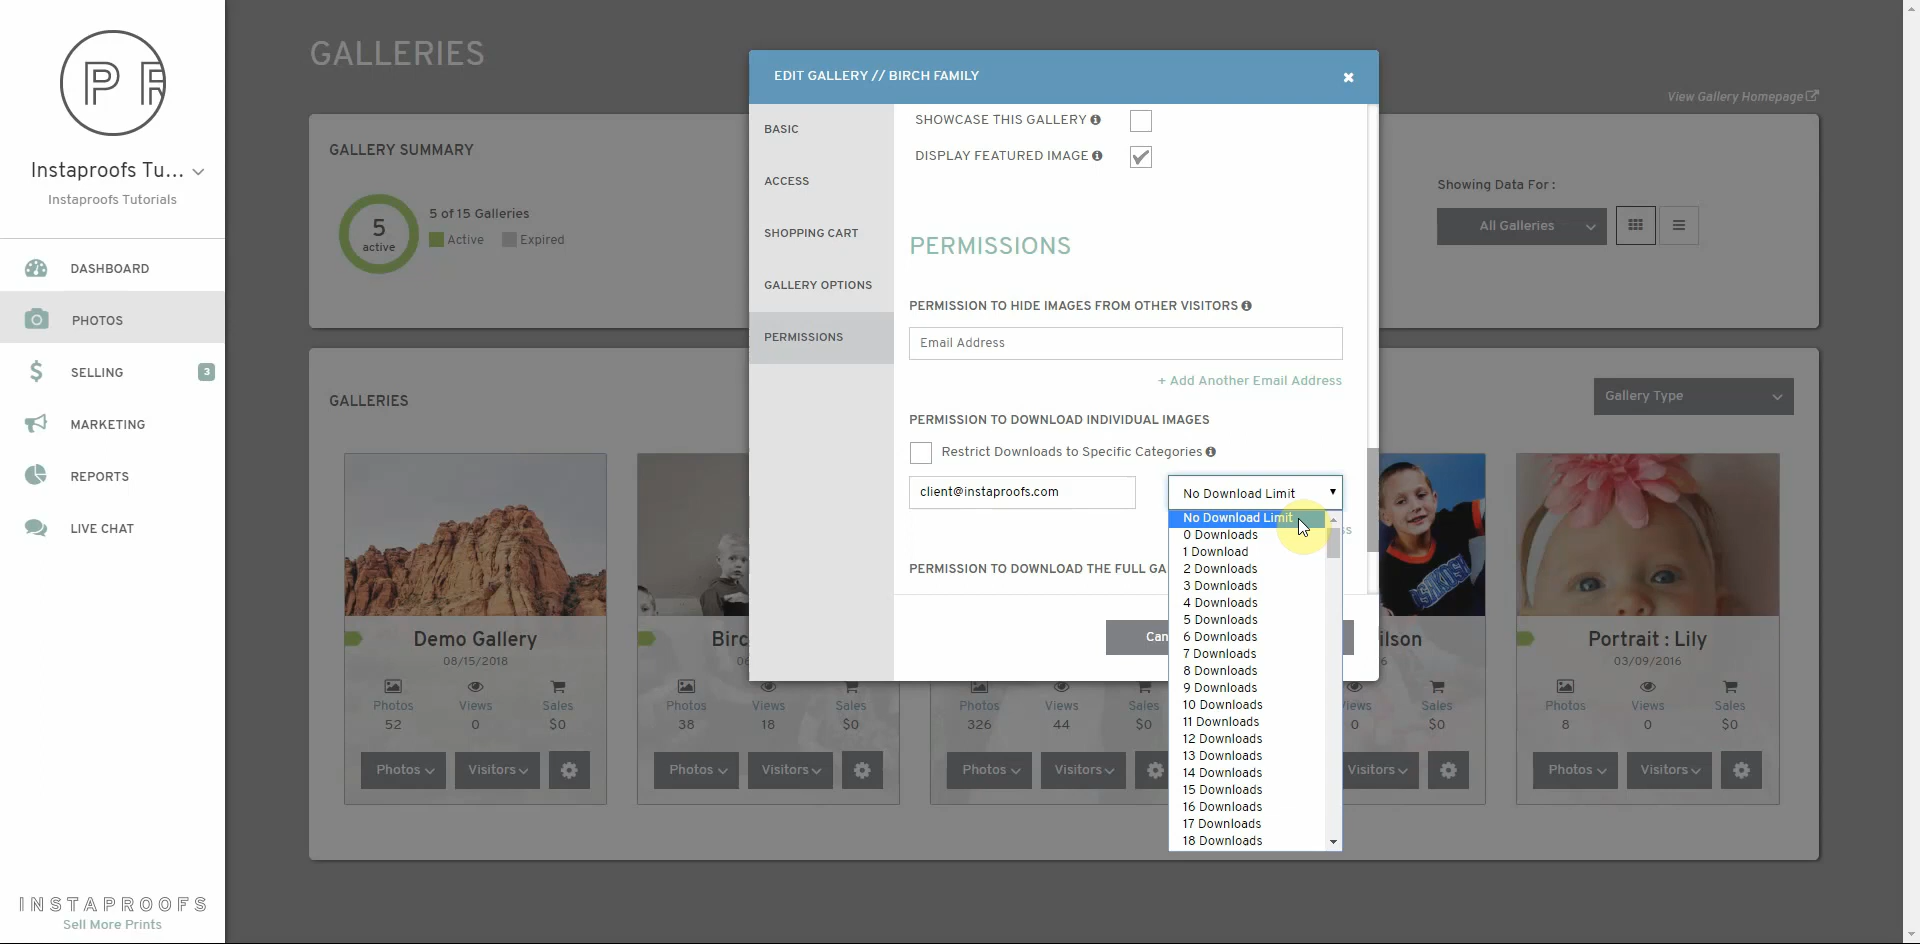 P F
Instaproofs Tu...
Instaproofs Tutorials
DASHBOARD
PHOTOS
SELLING
3
MARKETING
REPORTS
LIVE CHAT
INSTAPROOFS
Sell More Prints
GALLERIES
View Gallery Homepage
GALLERY SUMMARY
5
active
5 of 15 Galleries
Active
Expired
Showing Data For :
All Galleries
GALLERIES
Gallery Type
EDIT GALLERY // BIRCH FAMILY
BASIC
ACCESS
SHOPPING CART
GALLERY OPTIONS
PERMISSIONS
SHOWCASE THIS GALLERY
DISPLAY FEATURED IMAGE
PERMISSIONS
PERMISSION TO HIDE IMAGES FROM OTHER VISITORS
Email Address
+ Add Another Email Address
PERMISSION TO DOWNLOAD INDIVIDUAL IMAGES
Restrict Downloads to Specific Categories
client@instaproofs.com
No Download Limit
No Download Limit
0 Downloads
1 Download
2 Downloads
3 Downloads
4 Downloads
5 Downloads
6 Downloads
7 Downloads
8 Downloads
9 Downloads
10 Downloads
11 Downloads
12 Downloads
13 Downloads
14 Downloads
15 Downloads
16 Downloads
17 Downloads
18 Downloads
PERMISSION TO DOWNLOAD THE FULL GA
Can
Demo Gallery
08/15/2018
Photos Views Sales
52 0 $0
Photos Visitors
Birc
06
Photos Views Sales
38 18 $0
Photos Visitors
Photos Views Sales
326 44 $0
Photos Visitors
ilson
6
iews Sales
0 $0
Visitors
Portrait : Lily
03/09/2016
Photos Views Sales
8 0 $0
Photos Visitors